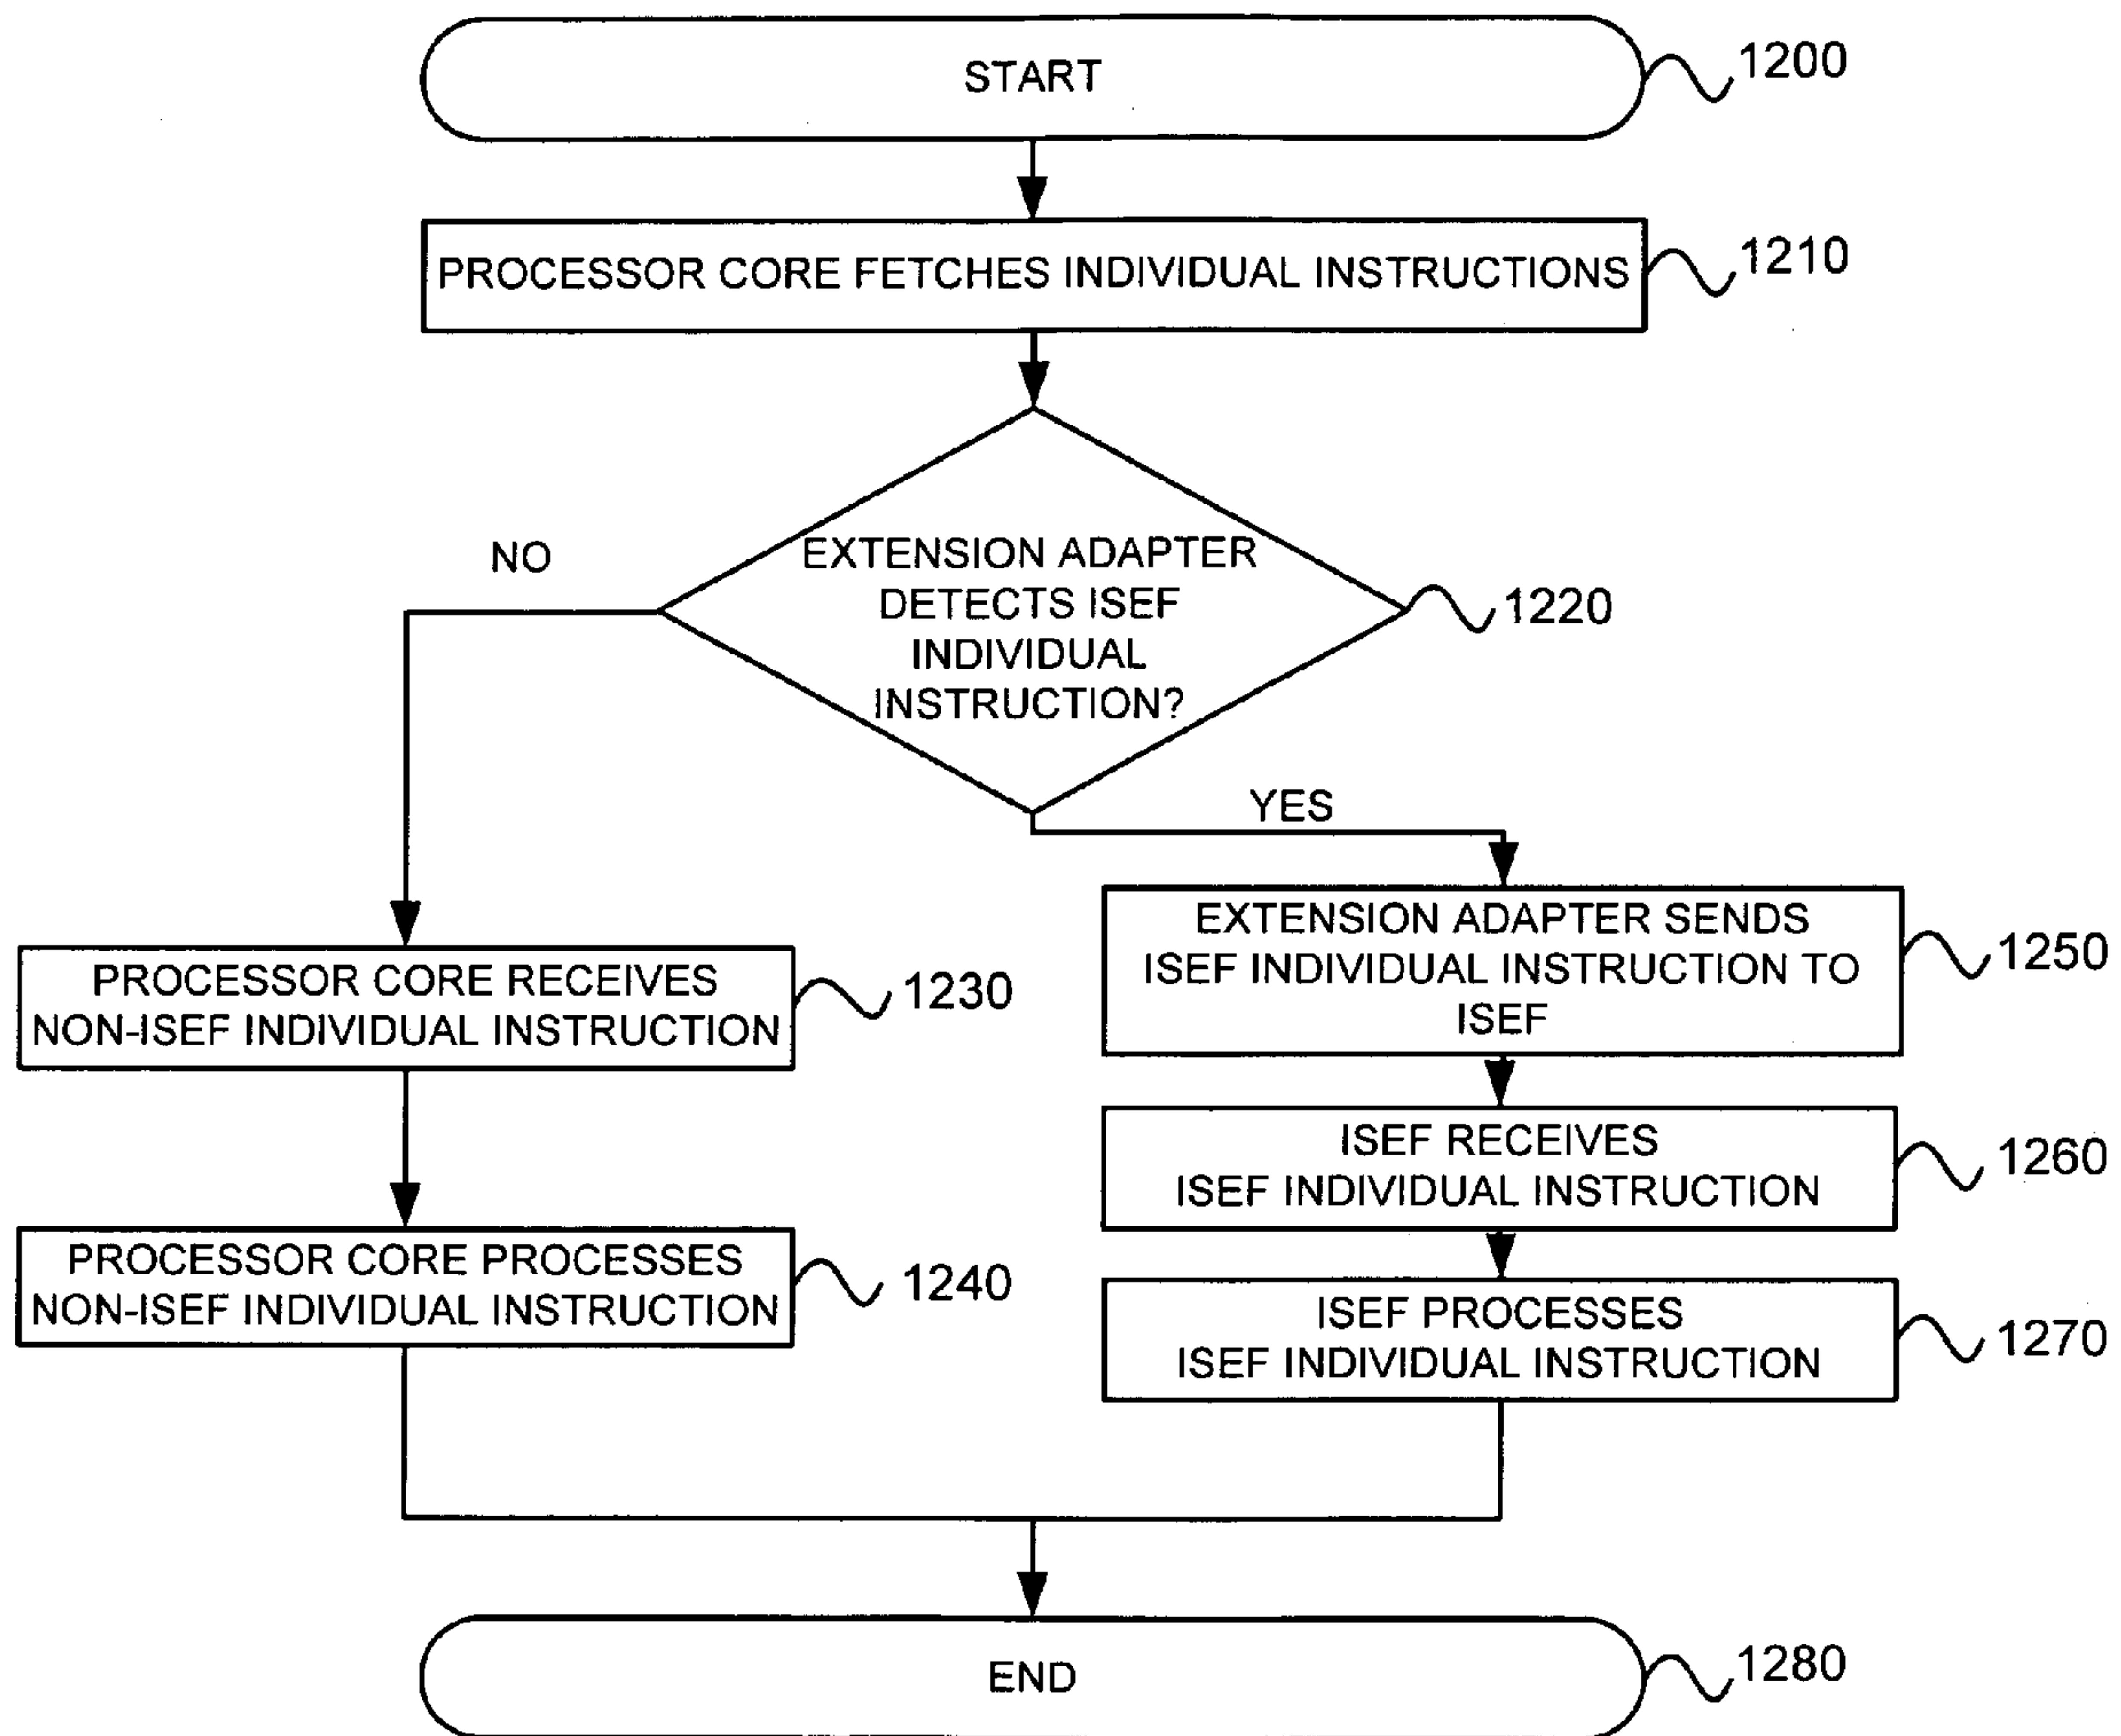 START
1200
PROCESSOR CORE FETCHES INDIVIDUAL INSTRUCTIONS
1210
EXTENSION ADAPTER
DETECTS ISEF
INDIVIDUAL
INSTRUCTION?
1220
NO
YES
PROCESSOR CORE RECEIVES
NON-ISEF INDIVIDUAL INSTRUCTION
1230
PROCESSOR CORE PROCESSES
NON-ISEF INDIVIDUAL INSTRUCTION
1240
EXTENSION ADAPTER SENDS
ISEF INDIVIDUAL INSTRUCTION TO
ISEF
1250
ISEF RECEIVES
ISEF INDIVIDUAL INSTRUCTION
1260
ISEF PROCESSES
ISEF INDIVIDUAL INSTRUCTION
1270
END
1280